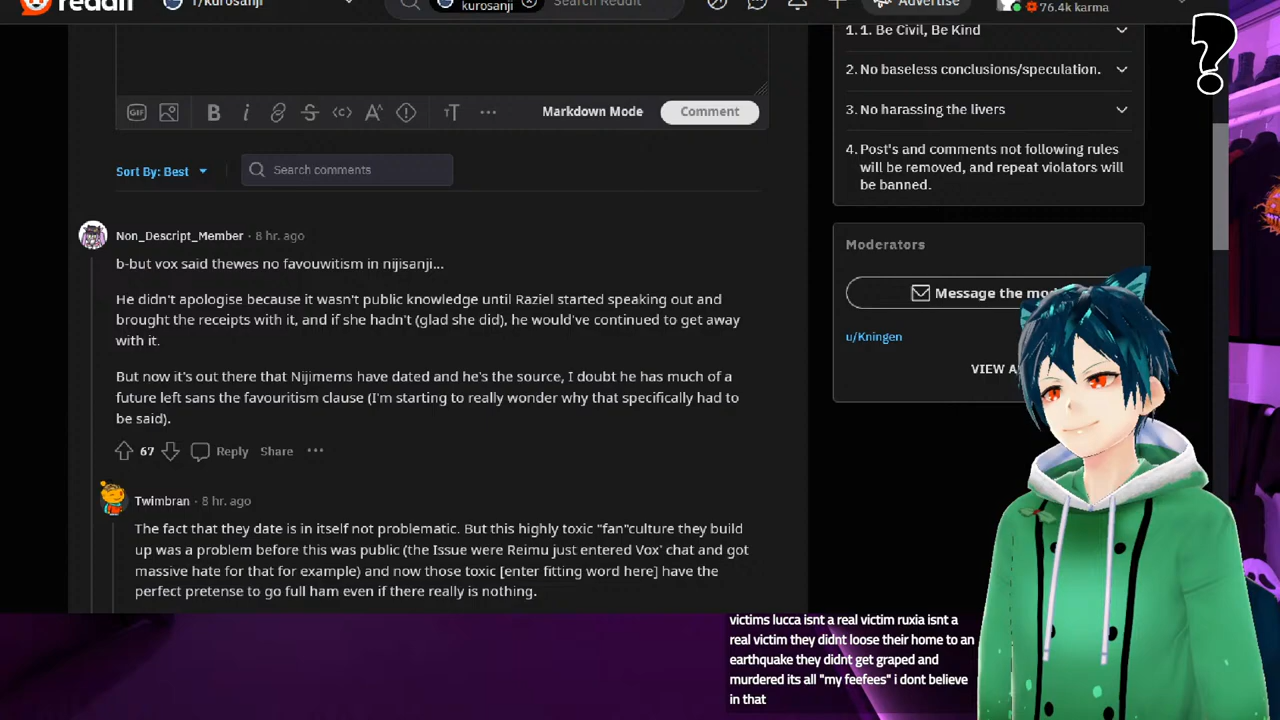 reddit
r/kurosanji
kurosanji
Search Reddit
Advertise
76.4k karma
1. 1. Be Civil, Be Kind
2. No baseless conclusions/speculation.
3. No harassing the livers
4. Post's and comments not following rules
will be removed, and repeat violators will
be banned.
Markdown Mode
Comment
Sort By: Best
Search comments
Moderators
Message the mod
u/Kningen
VIEW A
Non_Descript_Member · 8 hr. ago
b-but vox said thewes no favouwitism in nijisanji...
He didn't apologise because it wasn't public knowledge until Raziel started speaking out and
brought the receipts with it, and if she hadn't (glad she did), he would've continued to get away
with it.
But now it's out there that Nijimems have dated and he's the source, I doubt he has much of a
future left sans the favouritism clause (I'm starting to really wonder why that specifically had to
be said).
67
Reply
Share
Twimbran · 8 hr. ago
The fact that they date is in itself not problematic. But this highly toxic "fan"culture they build
up was a problem before this was public (the Issue were Reimu just entered Vox' chat and got
massive hate for that for example) and now those toxic [enter fitting word here] have the
perfect pretense to go full ham even if there really is nothing.
victims lucca isnt a real victim ruxia isnt a
real victim they didnt loose their home to an
earthquake they didnt get graped and
murdered its all "my feefees" i dont believe
in that